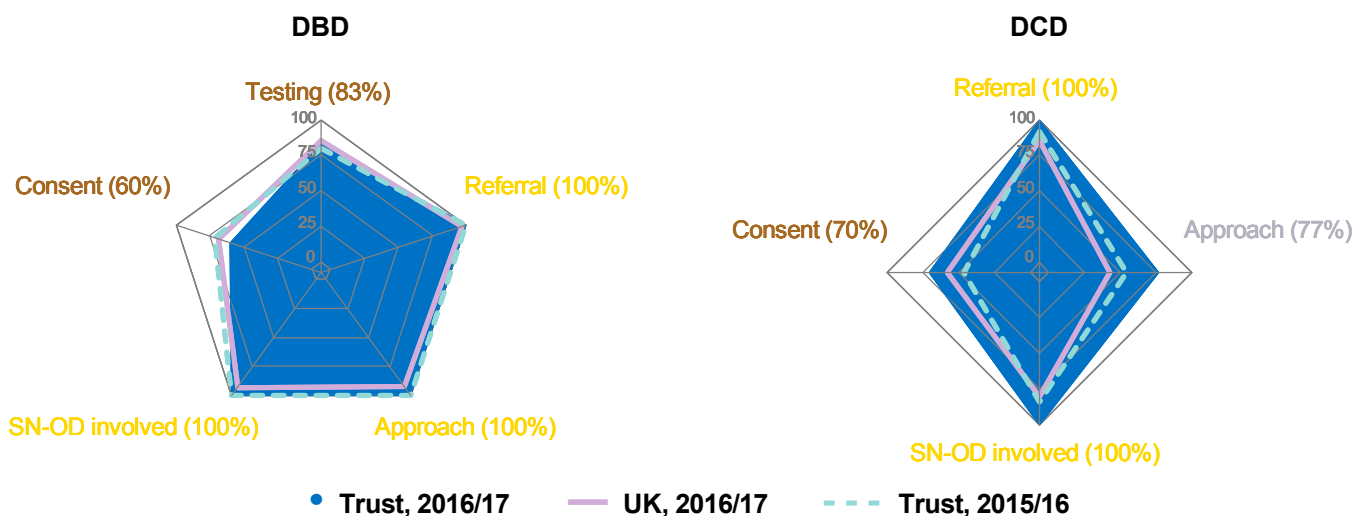 DBD
Testing (83%)
100
75
50
25
0
Consent (60%)
Referral (100%)
SN-OD involved (100%)
Approach (100%)
DCD
Referral (100%)
100
75
50
25
0
Consent (70%)
Approach (77%)
SN-OD involved (100%)
Trust, 2016/17
UK, 2016/17
Trust, 2015/16